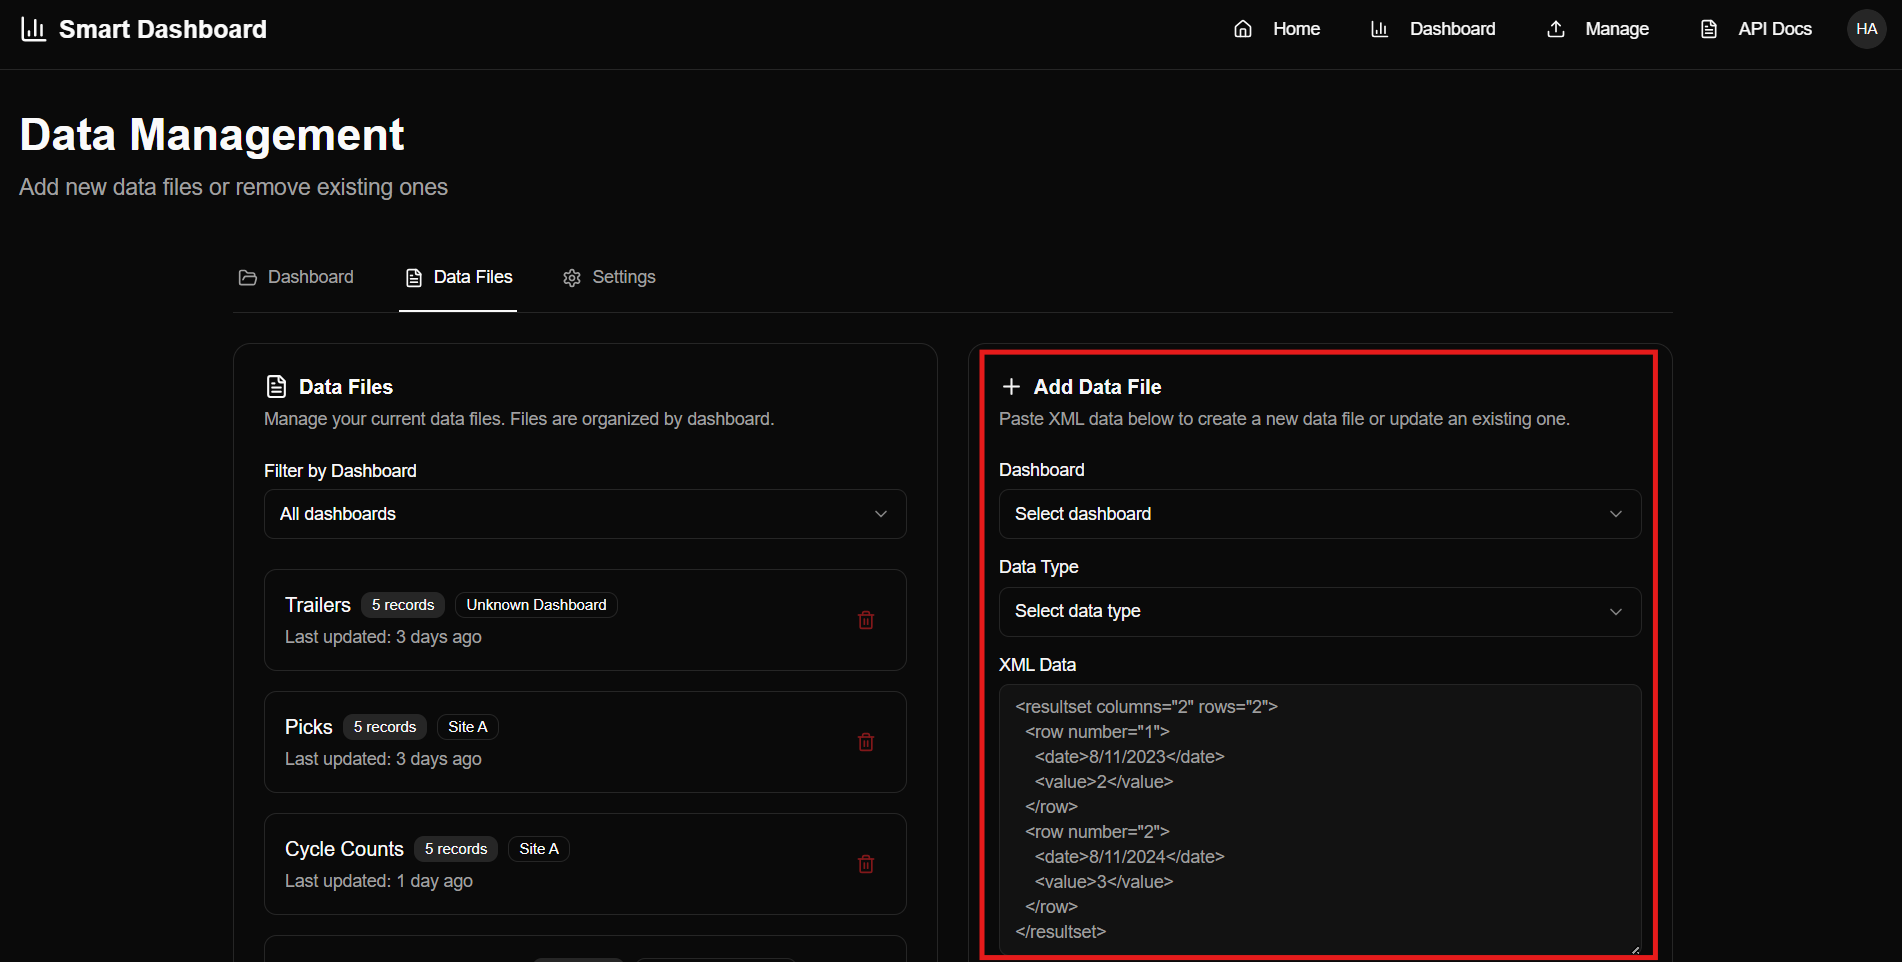 Smart Dashboard
Home
Dashboard
Manage
API Docs
HA
Data Management
Add new data files or remove existing ones
Dashboard
Data Files
Settings
Data Files
Manage your current data files. Files are organized by dashboard.
Filter by Dashboard
All dashboards
Trailers
5 records
Unknown Dashboard
Last updated: 3 days ago
Picks
5 records
Site A
Last updated: 3 days ago
Cycle Counts
5 records
Site A
Last updated: 1 day ago
Add Data File
Paste XML data below to create a new data file or update an existing one.
Dashboard
Select dashboard
Data Type
Select data type
XML Data
<resultset columns="2" rows="2">
<row number="1">
<date>8/11/2023</date>
<value>2</value>
</row>
<row number="2">
<date>8/11/2024</date>
<value>3</value>
</row>
</resultset>